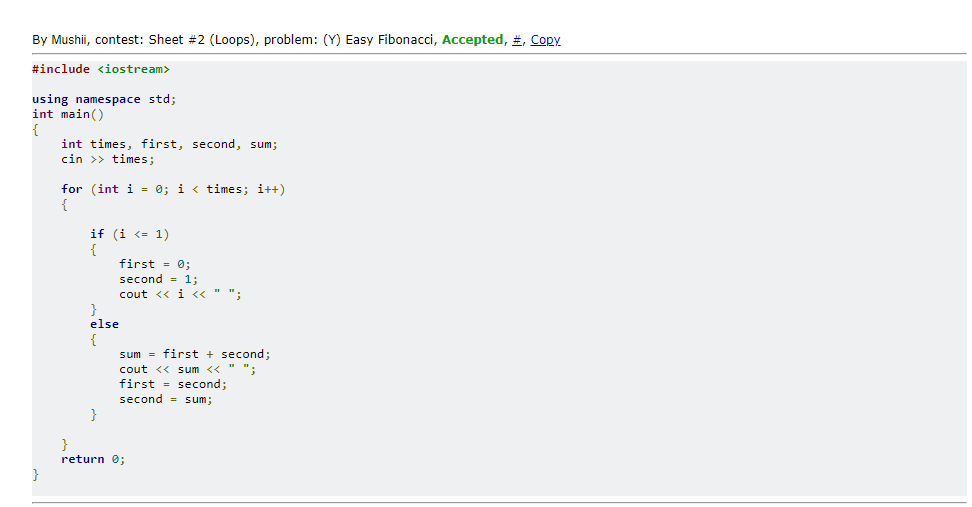 By Mushii, contest: Sheet #2 (Loops), problem: (Y) Easy Fibonacci, Accepted, #, Copy
#include <iostream>
using namespace std;
int main()
{
int times, first, second, sum;
cin >> times;
for (int i = 0; i < times; i++)
{
if (i <= 1)
{
first = 0;
second = 1;
cout << i << " ";
}
else
{
sum = first + second;
cout << sum << " ";
first = second;
second = sum;
}
}
return 0;
}